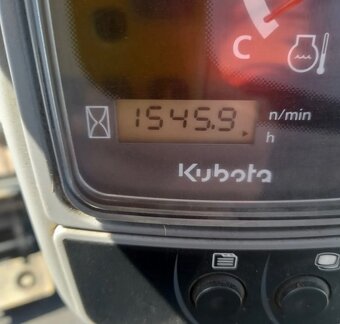 C
1545.9 n/min
h
Kubota